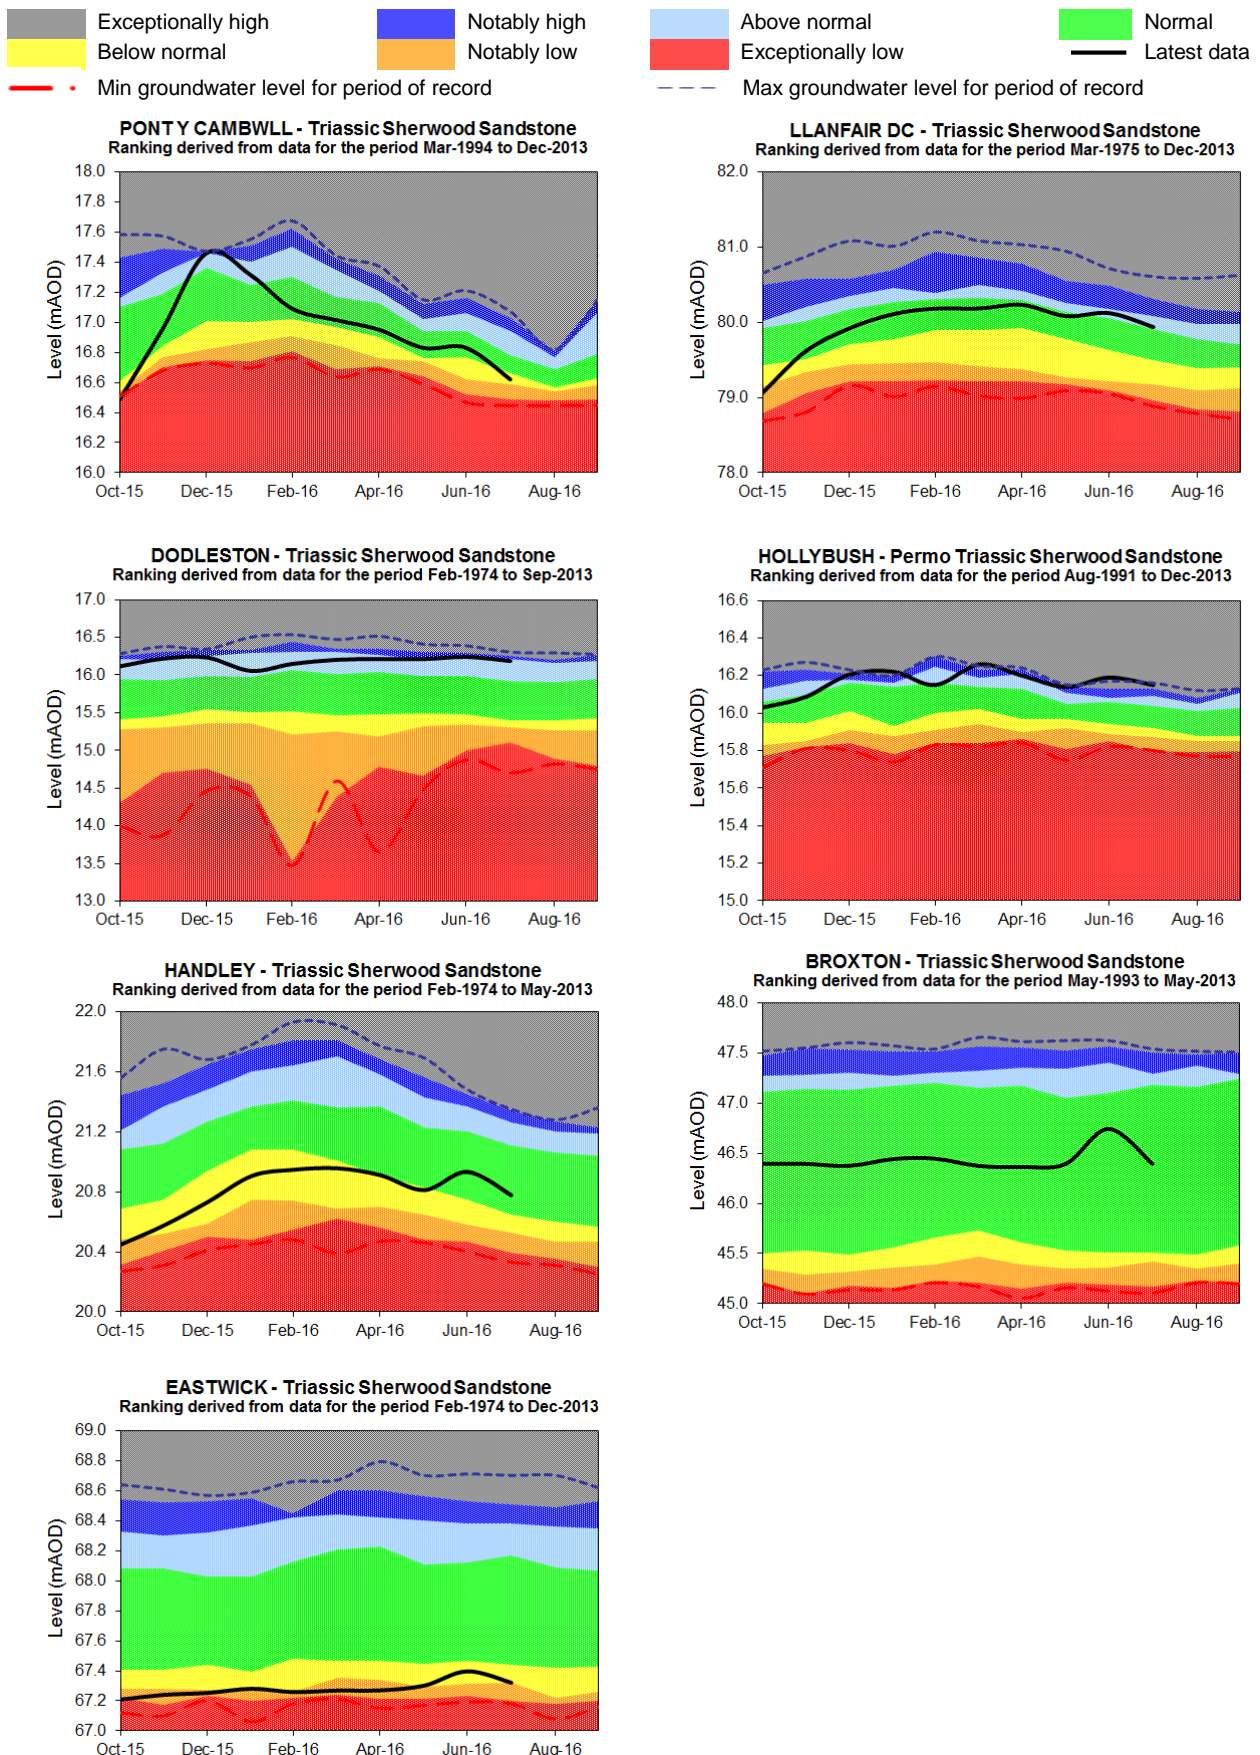 Exceptionally high
Notably high
Above normal
Normal
Below normal
Notably low
Exceptionally low
Latest data
Min groundwater level for period of record
Max groundwater level for period of record
PONT Y CAMBWLL - Triassic Sherwood Sandstone
Ranking derived from data for the period Mar-1994 to Dec-2013
Level (mAOD)
18.0
17.8
17.6
17.4
17.2
17.0
16.8
16.6
16.4
16.2
16.0
Oct-15 Dec-15 Feb-16 Apr-16 Jun-16 Aug-16
LLANFAIR DC - Triassic Sherwood Sandstone
Ranking derived from data for the period Mar-1975 to Dec-2013
Level (mAOD)
82.0
81.0
80.0
79.0
78.0
Oct-15 Dec-15 Feb-16 Apr-16 Jun-16 Aug-16
DODLESTON - Triassic Sherwood Sandstone
Ranking derived from data for the period Feb-1974 to Sep-2013
Level (mAOD)
17.0
16.5
16.0
15.5
15.0
14.5
14.0
13.5
13.0
Oct-15 Dec-15 Feb-16 Apr-16 Jun-16 Aug-16
HOLLYBUSH - Permo Triassic Sherwood Sandstone
Ranking derived from data for the period Aug-1991 to Dec-2013
Level (mAOD)
16.6
16.4
16.2
16.0
15.8
15.6
15.4
15.2
15.0
Oct-15 Dec-15 Feb-16 Apr-16 Jun-16 Aug-16
HANDLEY - Triassic Sherwood Sandstone
Ranking derived from data for the period Feb-1974 to May-2013
Level (mAOD)
22.0
21.6
21.2
20.8
20.4
20.0
Oct-15 Dec-15 Feb-16 Apr-16 Jun-16 Aug-16
BROXTON - Triassic Sherwood Sandstone
Ranking derived from data for the period May-1993 to May-2013
Level (mAOD)
48.0
47.5
47.0
46.5
46.0
45.5
45.0
Oct-15 Dec-15 Feb-16 Apr-16 Jun-16 Aug-16
EASTWICK - Triassic Sherwood Sandstone
Ranking derived from data for the period Feb-1974 to Dec-2013
Level (mAOD)
69.0
68.8
68.6
68.4
68.2
68.0
67.8
67.6
67.4
67.2
67.0
Oct-15 Dec-15 Feb-16 Apr-16 Jun-16 Aug-16